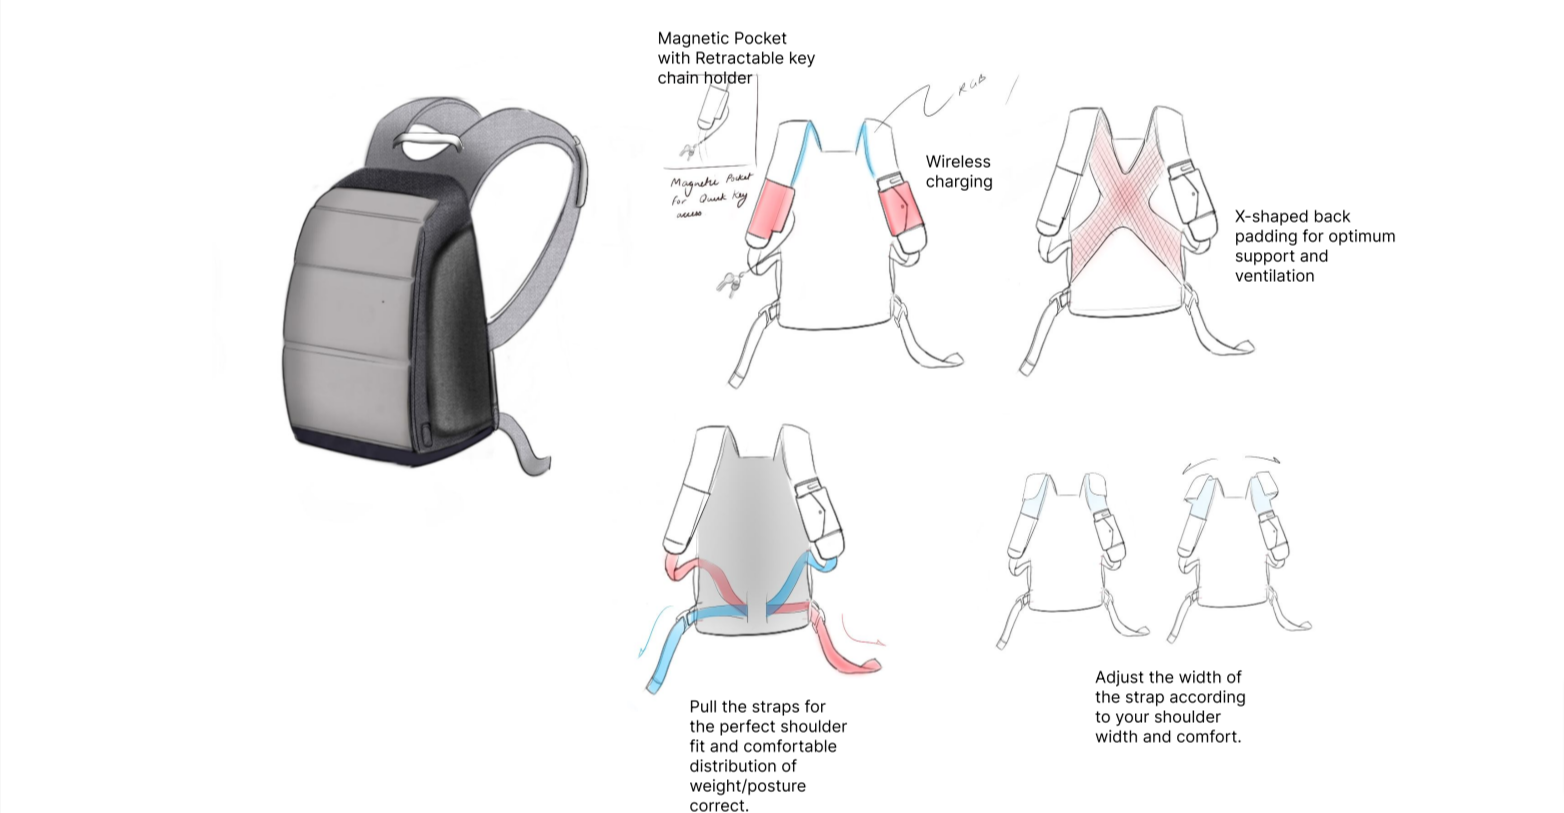 Magnetic Pocket
with Retractable key
chain holder
RGB
Magnetic Pocket
for Quick key
access
Wireless
charging
X-shaped back
padding for optimum
support and
ventilation
Pull the straps for
the perfect shoulder
fit and comfortable
distribution of
weight/posture
correct.
Adjust the width of
the strap according
to your shoulder
width and comfort.